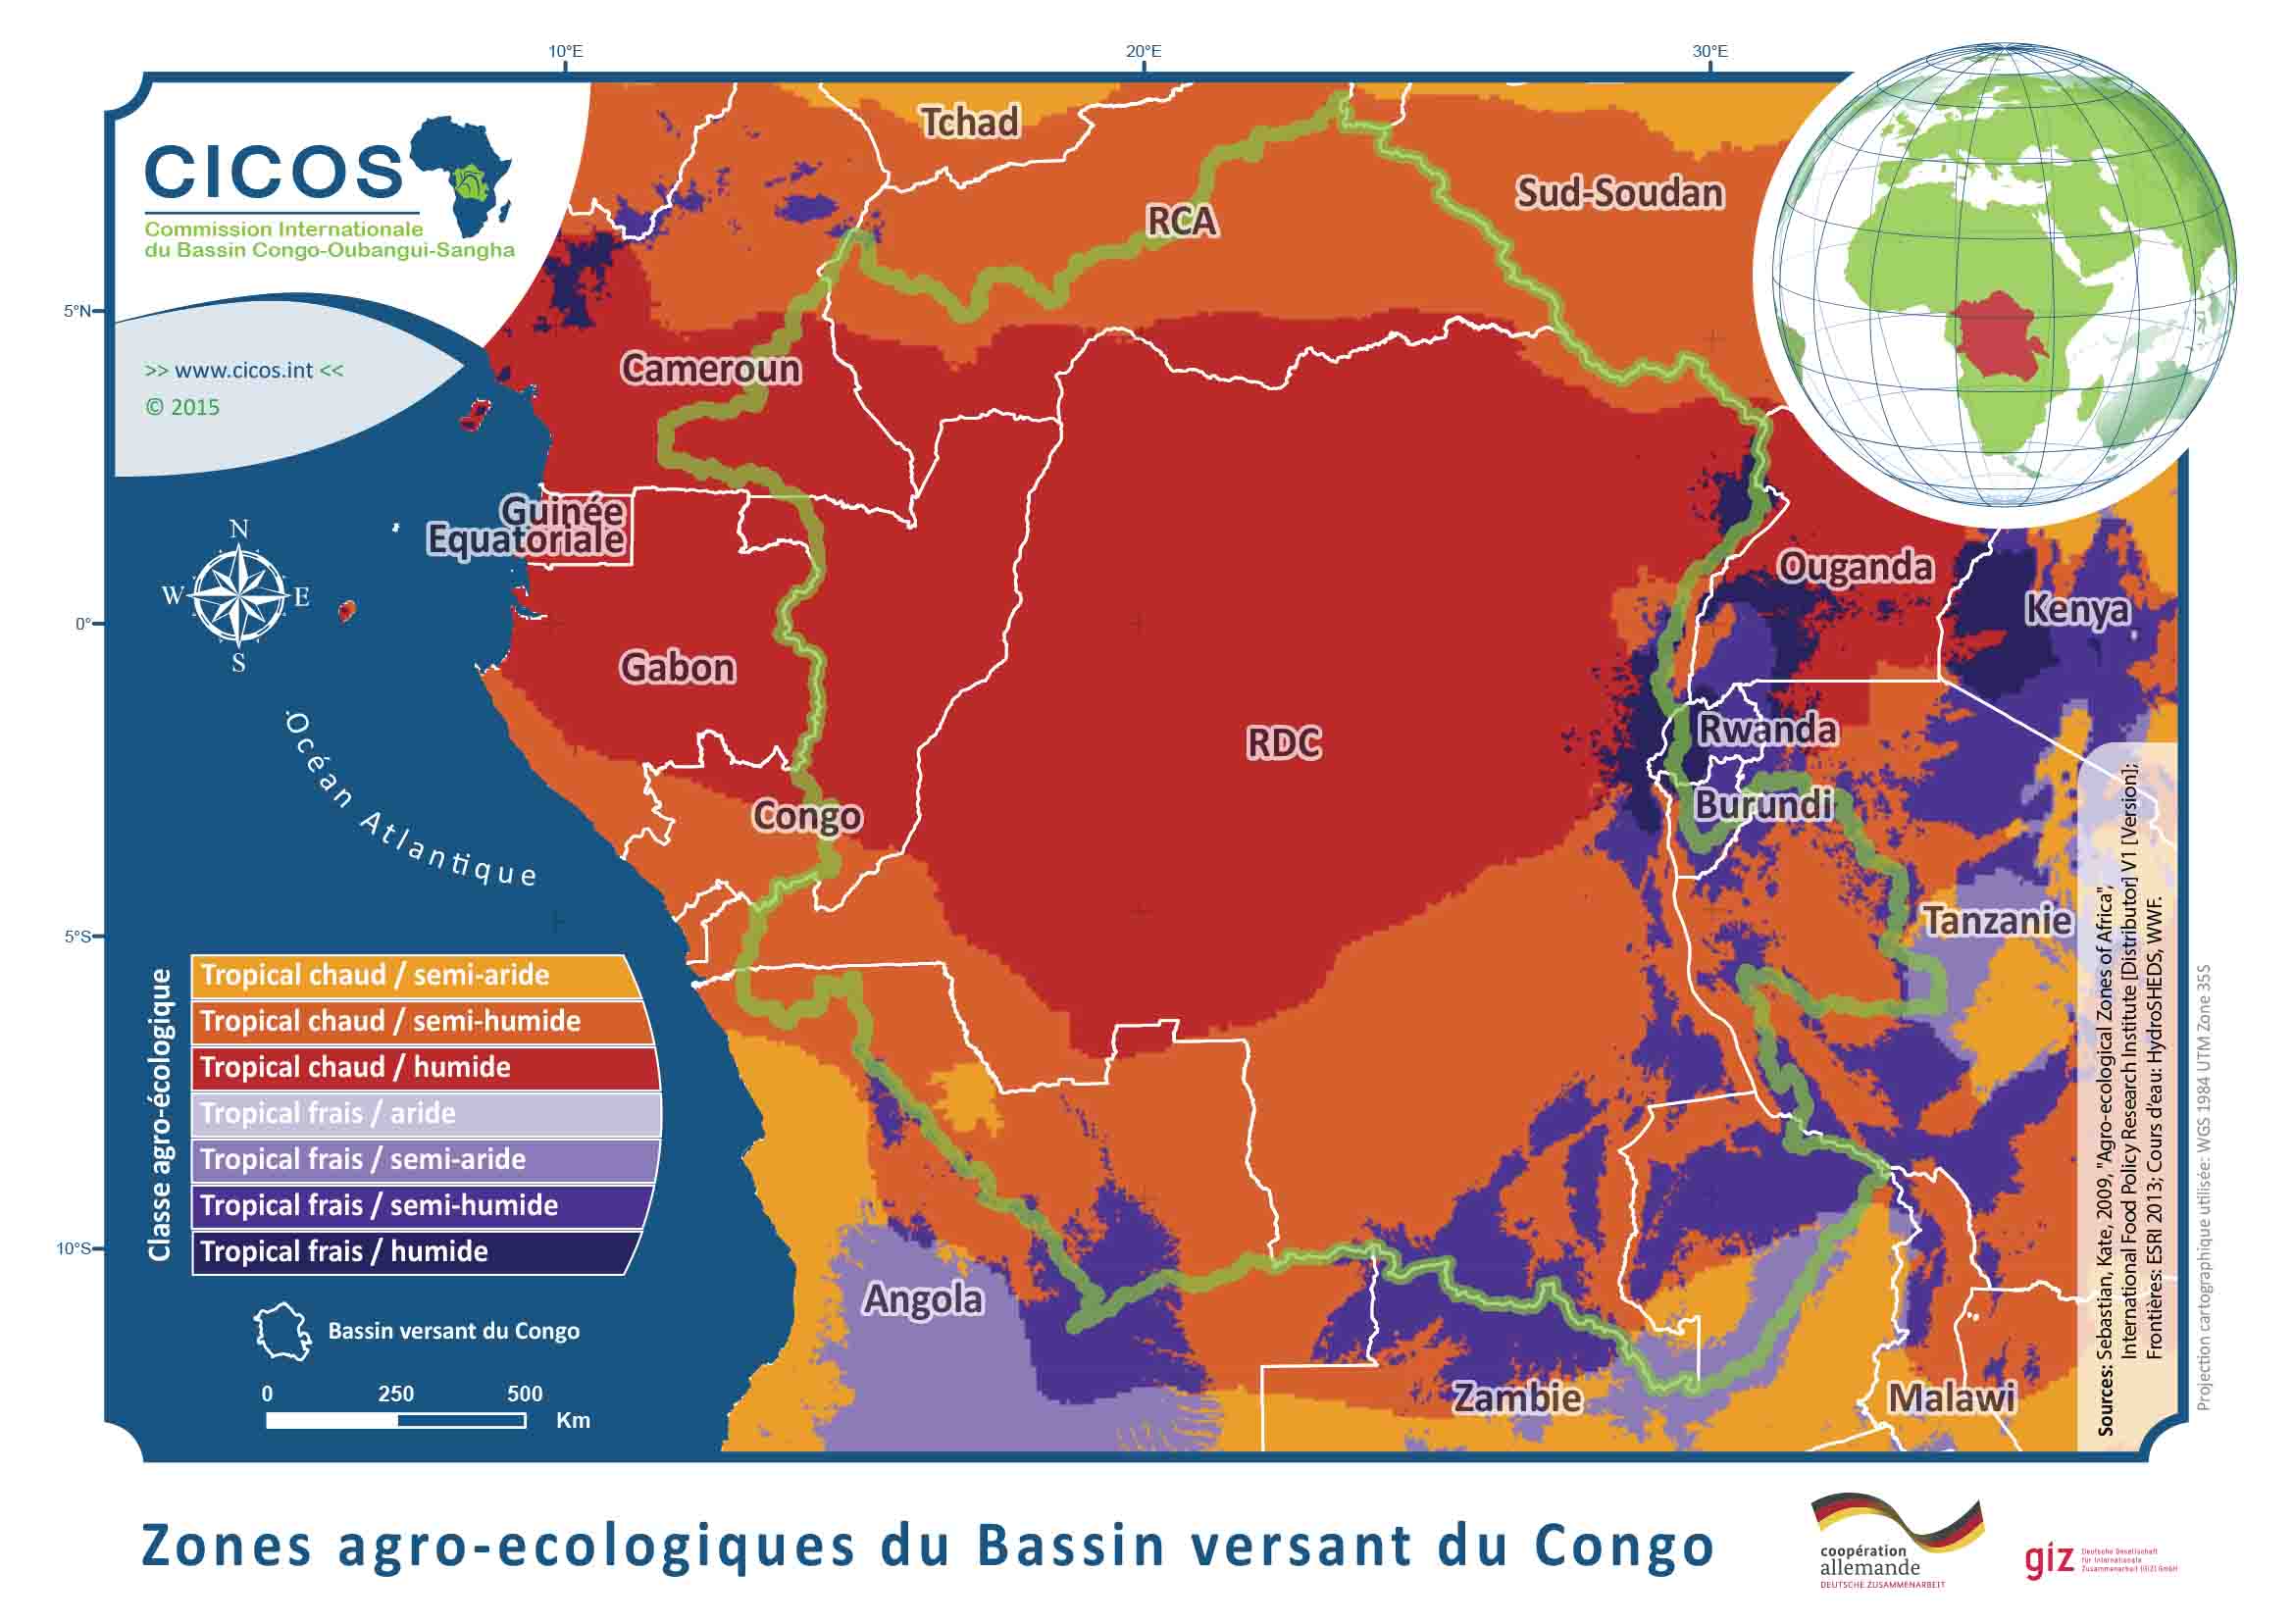 10°E
20°E
30°E
CICOS
Commission Internationale
du Bassin Congo-Oubangui-Sangha
>> www.cicos.int <<
© 2015
5°N
0°
5°S
10°S
Tchad
Sud-Soudan
RCA
Cameroun
Guinée
Equatoriale
Gabon
Congo
RDC
Ouganda
Kenya
Rwanda
Burundi
Tanzanie
Angola
Zambie
Malawi
N
W
E
S
Océan Atlantique
Classe agro-écologique
Tropical chaud / semi-aride
Tropical chaud / semi-humide
Tropical chaud / humide
Tropical frais / aride
Tropical frais / semi-aride
Tropical frais / semi-humide
Tropical frais / humide
Bassin versant du Congo
0 250 500
Km
Sources: Sebastian, Kate, 2009, "Agro-ecological Zones of Africa",
International Food Policy Research Institute [Distributor] V1 [Version];
Frontières: ESRI 2013; Cours d'eau: HydroSHEDS, WWF.
Projection cartographique utilisée: WGS 1984 UTM Zone 35S
Zones agro-ecologiques du Bassin versant du Congo
coopération
allemande
DEUTSCHE ZUSAMMENARBEIT
giz
Deutsche Gesellschaft
für Internationale
Zusammenarbeit (GIZ) GmbH